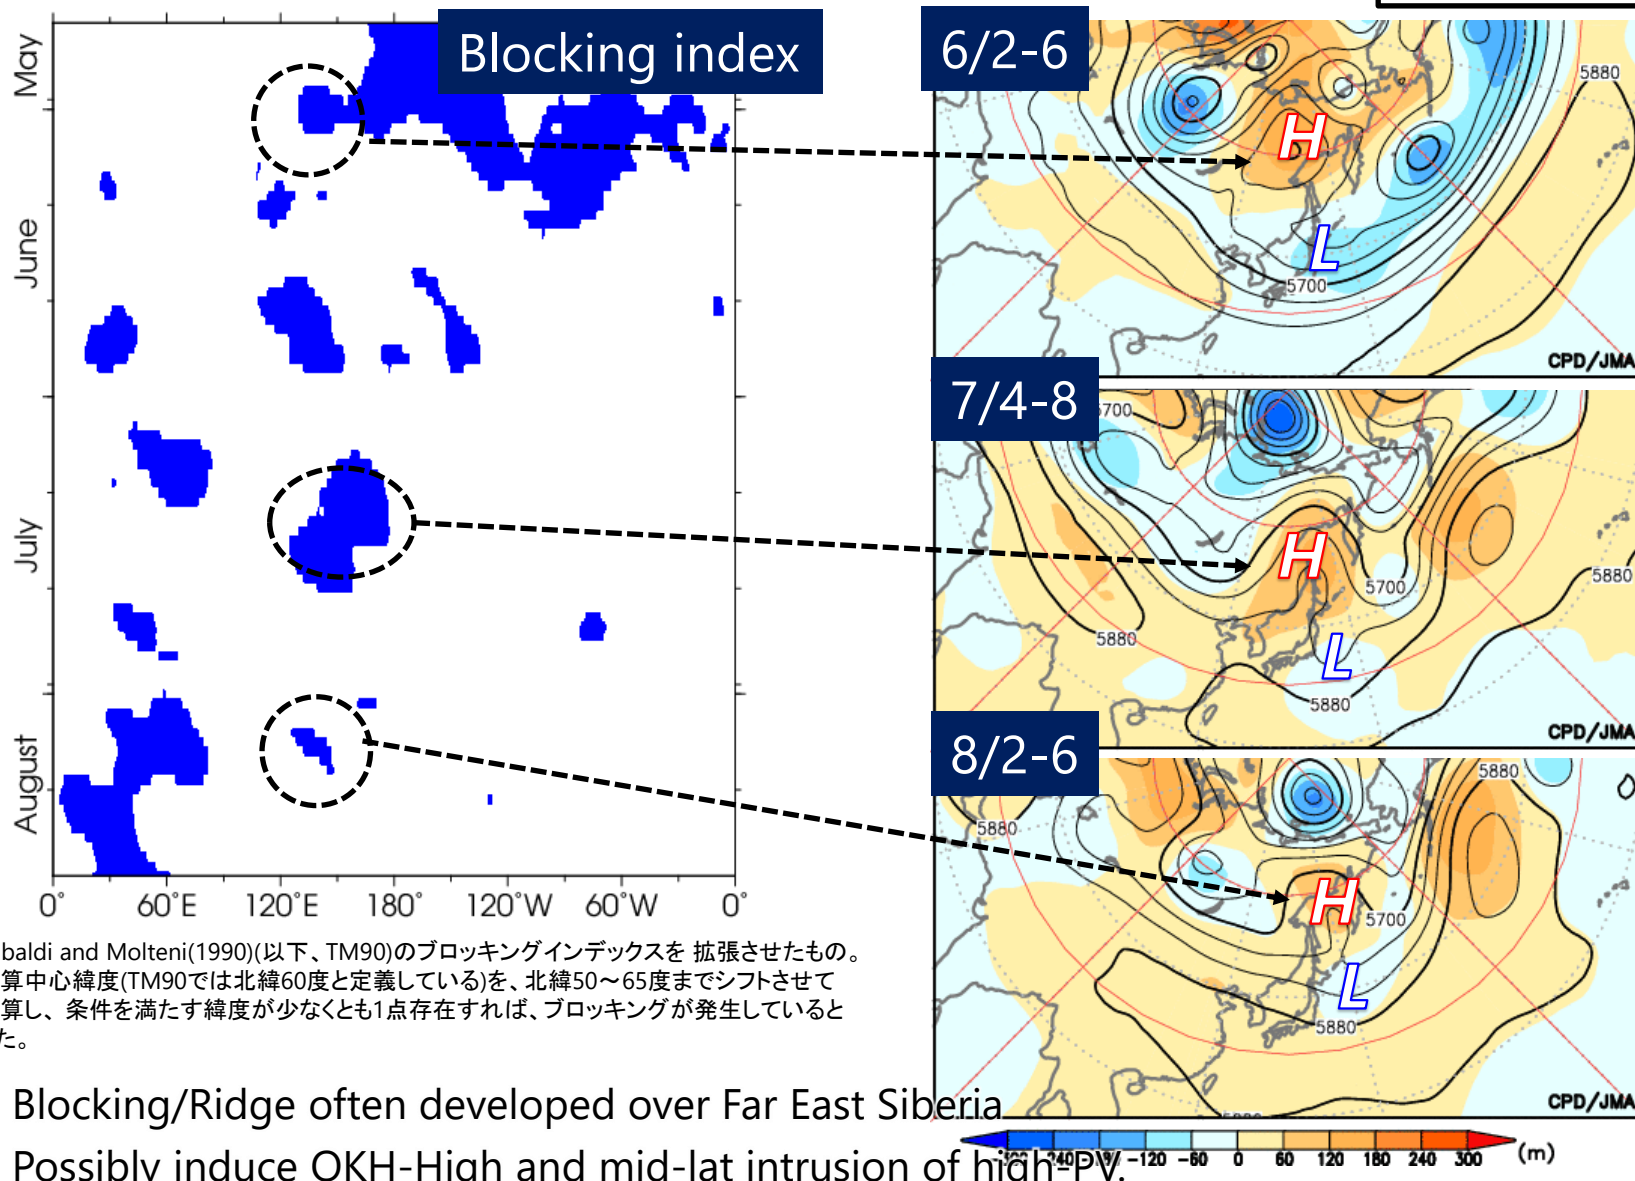 Blocking index
May
June
July
August
0°
60°E
120°E
180°
120°W
60°W
0°
baldi and Molteni(1990)(以下、TM90)のブロッキングインデックスを 拡張させたもの。
算中心緯度(TM90では北緯60度と定義している)を、北緯50～65度までシフトさせて
算し、条件を満たす緯度が少なくとも1点存在すれば、ブロッキングが発生していると
た。
6/2-6
5880
H
L
5700
CPD/JMA
7/4-8
5700
H
5700
5880
5880
L
5880
CPD/JMA
8/2-6
5880
5880
H
5700
L
5880
CPD/JMA
Blocking/Ridge often developed over Far East Siberia
Possibly induce OKH-High and mid-lat intrusion of high-PV.
-120 -60 0 60 120 180 240 300 (m)